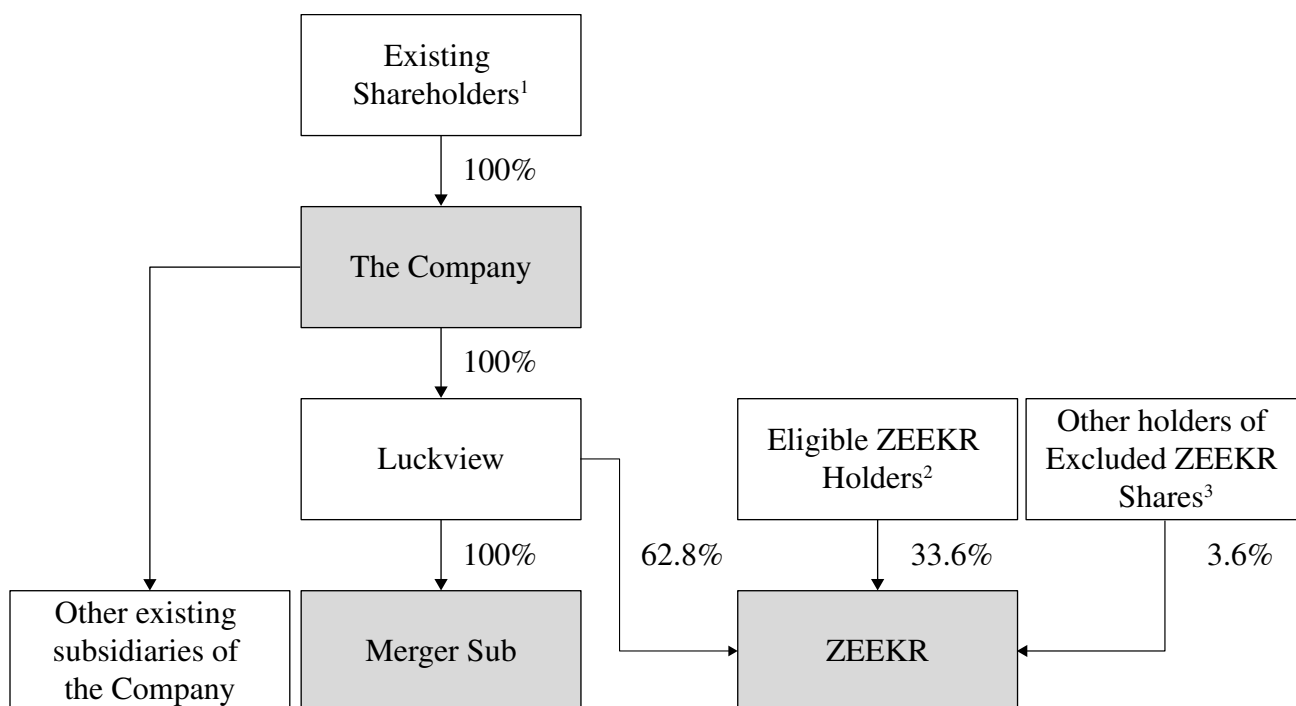 Existing
Shareholders¹
100%
The Company
100%
Luckview
Eligible ZEEKR
Holders²
Other holders of
Excluded ZEEKR
Shares³
100%
62.8%
33.6%
3.6%
Other existing
subsidiaries of
the Company
Merger Sub
ZEEKR